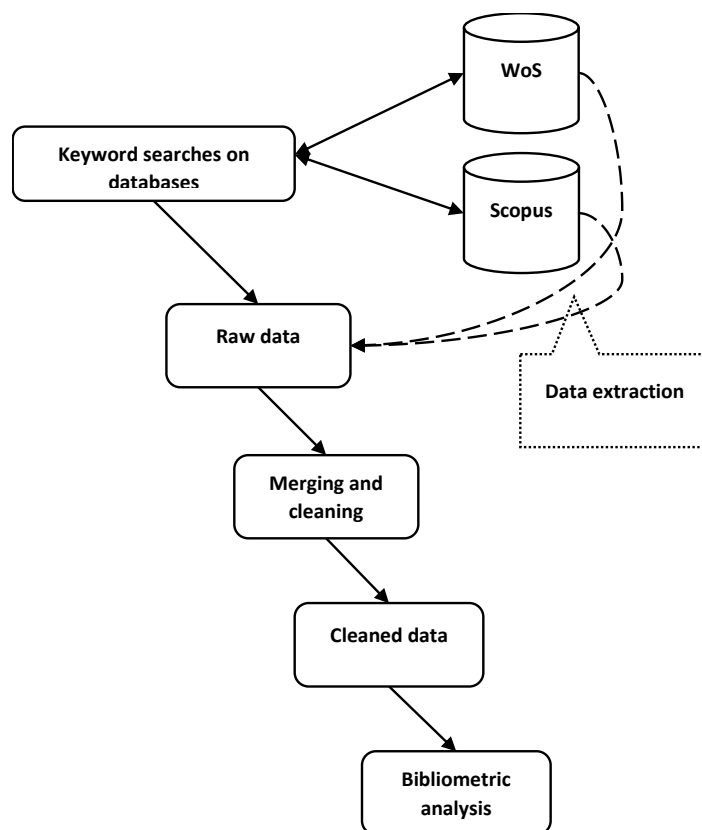 WoS
Keyword searches on
databases
Scopus
Raw data
Data extraction
Merging and
cleaning
Cleaned data
Bibliometric
analysis